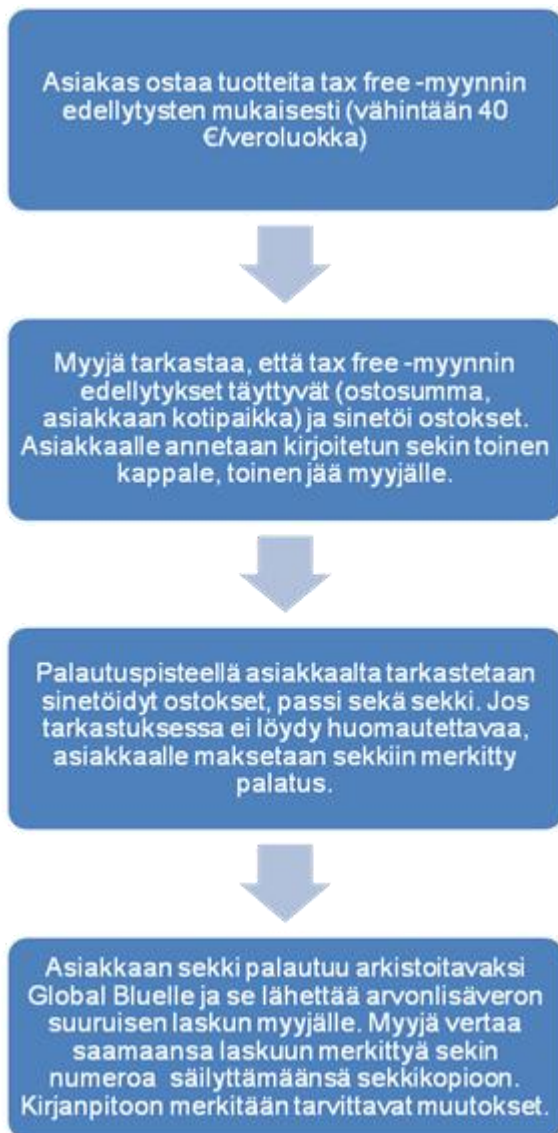 Asiakas ostaa tuotteita tax free -myynnin
edellytysten mukaisesti (vähintään 40
€/veroluokka)
Myyjä tarkastaa, että tax free -myynnin
edellytykset täyttyvät (ostosumma,
asiakkaan kotipaikka) ja sinetöi ostokset.
Asiakkaalle annetaan kirjoitetun sekin toinen
kappale, toinen jää myyjälle.
Palautuspisteellä asiakkaalta tarkastetaan
sinetöidyt ostokset, passi sekä sekki. Jos
tarkastuksessa ei löydy huomautettavaa,
asiakkaalle maksetaan sekkiin merkitty
palatus.
Asiakkaan sekki palautuu arkistoitavaksi
Global Bluelle ja se lähettää arvonlisäveron
suuruisen laskun myyjälle. Myyjä vertaa
saamaansa laskuun merkittyä sekin
numeroa säilyttämäänsä sekkikopioon.
Kirjanpitoon merkitään tarvittavat muutokset.